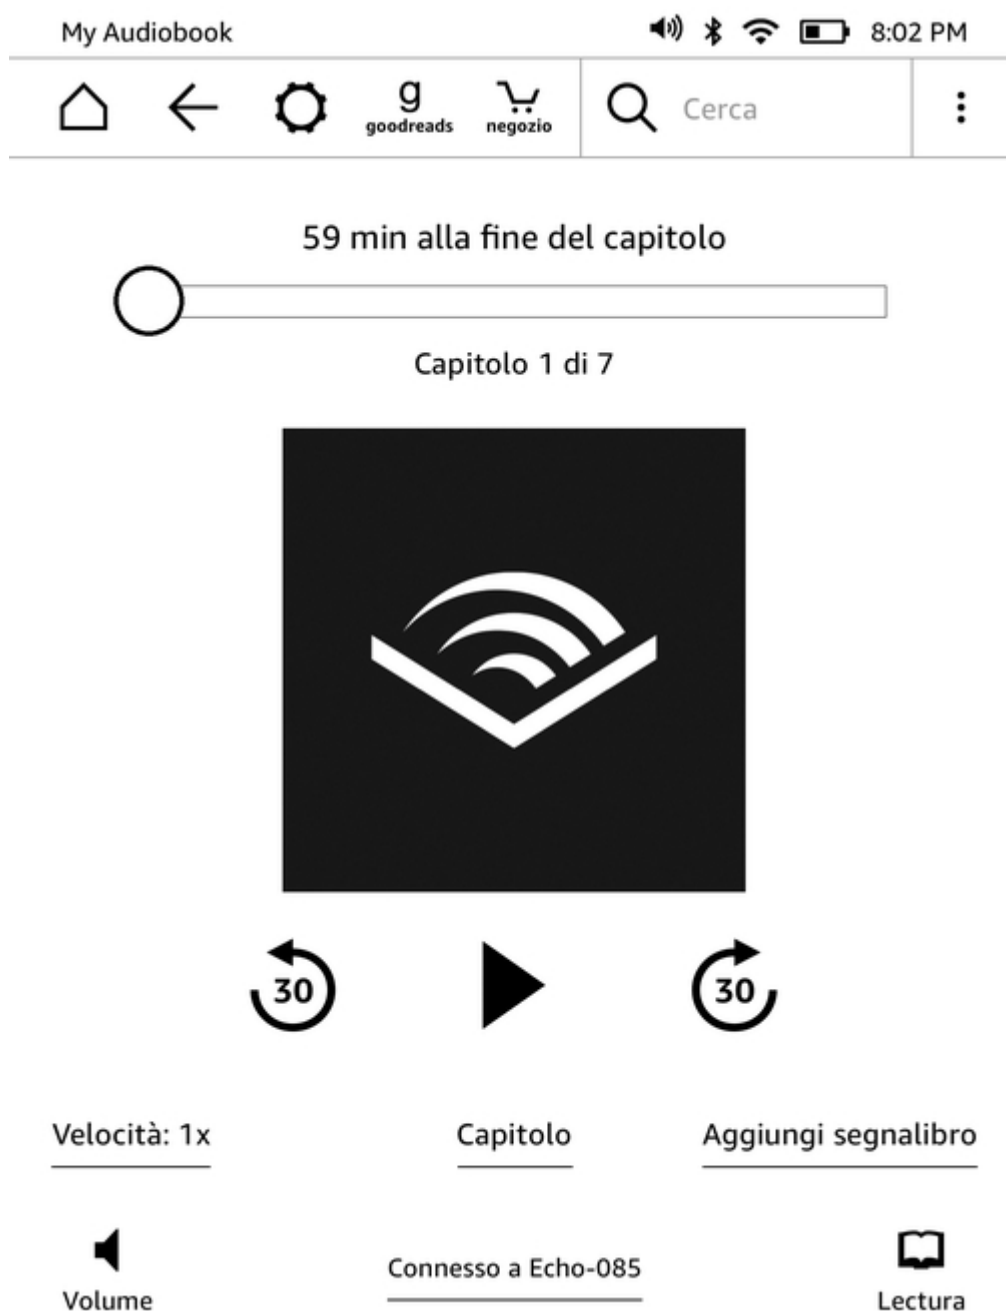 My Audiobook 8:02 PM
g
goodreads negozio Cerca
59 min alla fine del capitolo
Capitolo 1 di 7
30 30
Velocità: 1x Capitolo Aggiungi segnalibro
Connesso a Echo-085
Volume Lectura